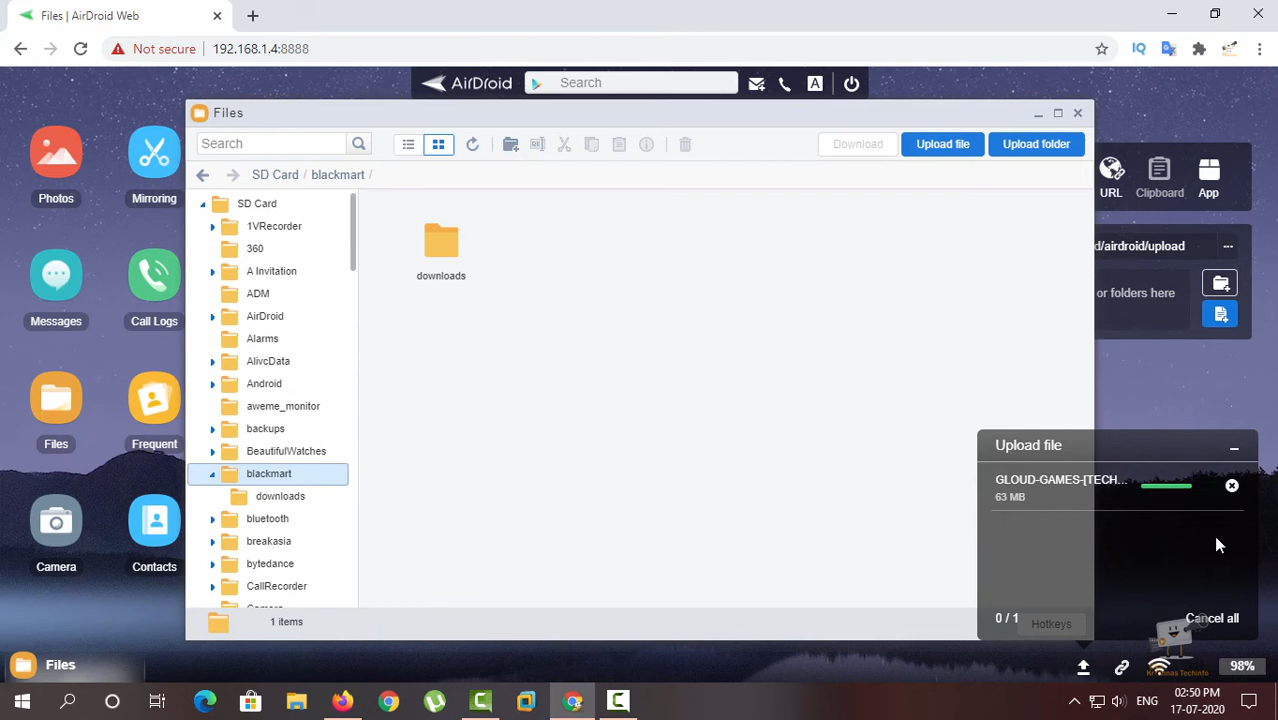 Files | AirDroid Web
Not secure 192.168.1.4:8888
IQ
AirDroid Search A
Files
Search Download Upload file Upload folder
SD Card / blackmart /
Photos
Mirroring
Messages
Call Logs
Files
Frequent
Camera
Contacts
SD Card
1VRecorder
360
A Invitation
ADM
AirDroid
Alarms
AlivcData
Android
aweme_monitor
backups
BeautifulWatches
blackmart
downloads
bluetooth
breakasia
bytedance
CallRecorder
Camera
downloads
1 items
URL Clipboard App
d/airdroid/upload ...
or folders here
Upload file
GLOUD-GAMES-[TECH...
63 MB
0 / 1 Cancel all
Hotkeys
Krishnas Techinfo
Files
98%
ENG 02:50 PM
17-07-2020